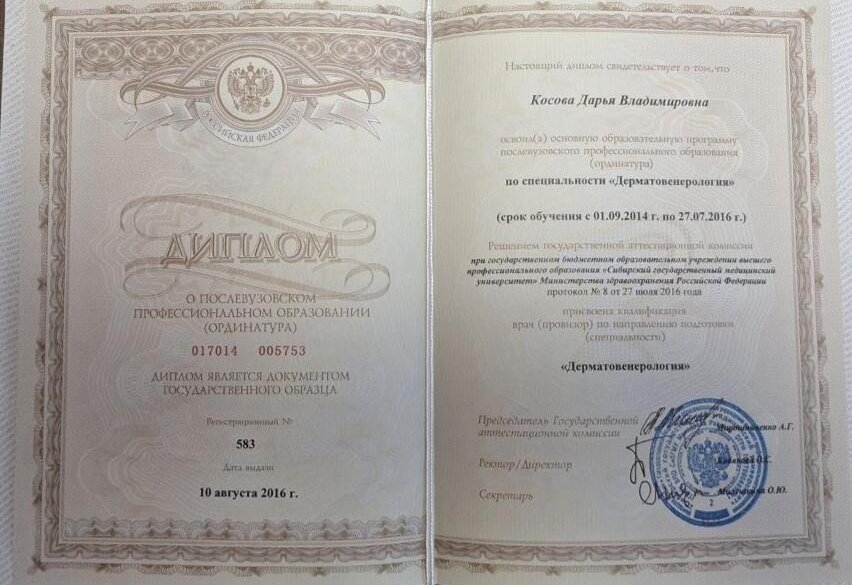 РОССИЙСКАЯ ФЕДЕРАЦИЯ
ДИПЛОМ
О ПОСЛЕВУЗОВСКОМ
ПРОФЕССИОНАЛЬНОМ ОБРАЗОВАНИИ
(ОРДИНАТУРА)
017014 005753
ДИПЛОМ ЯВЛЯЕТСЯ ДОКУМЕНТОМ
ГОСУДАРСТВЕННОГО ОБРАЗЦА
Регистрационный №
583
Дата выдачи
10 августа 2016 г.
Настоящий диплом свидетельствует о том,что
Косова Дарья Владимировна
освоил(а) основную образовательную программу
послевузовского профессионального образования
(ординатура)
по специальности «Дерматовенерология»
(срок обучения с 01.09.2014 г. по 27.07.2016 г.)
Решением государственной аттестационной комиссии
при государственном бюджетном образовательном учреждении высшего
профессионального образования «Сибирский государственный медицинский
университет» Министерства здравоохранения Российской Федерации
протокол № 8 от 27 июля 2016 года
присвоена квалификация
врач (провизор) по направлению подготовки
(специальности)
«Дерматовенерология»
Председатель Государственной
аттестационной комиссии
А.Г.
Ректор/Директор
О.С.
Секретарь
О.Ю.